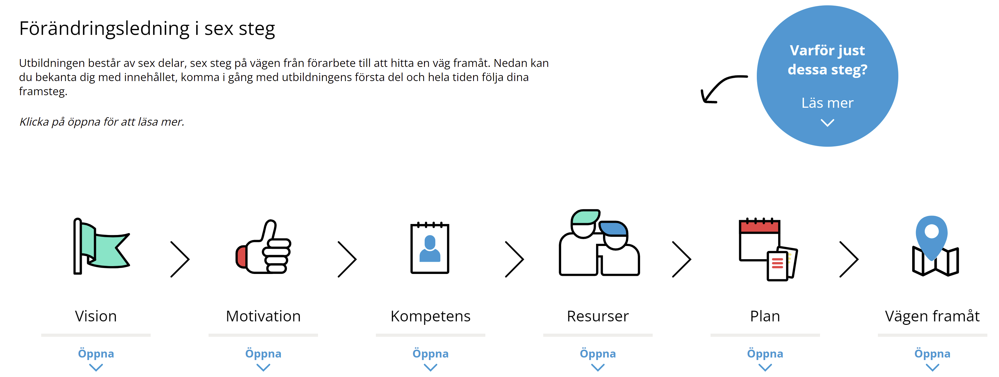 Förändringsledning i sex steg
Utbildningen består av sex delar, sex steg på vägen från förarbete till att hitta en väg framåt. Nedan kan
du bekanta dig med innehållet, komma i gång med utbildningens första del och hela tiden följa dina
framsteg.
Klicka på öppna för att läsa mer.
Varför just
dessa steg?
Läs mer
Vision
Motivation
Kompetens
Resurser
Plan
Vägen framåt
Öppna
Öppna
Öppna
Öppna
Öppna
Öppna